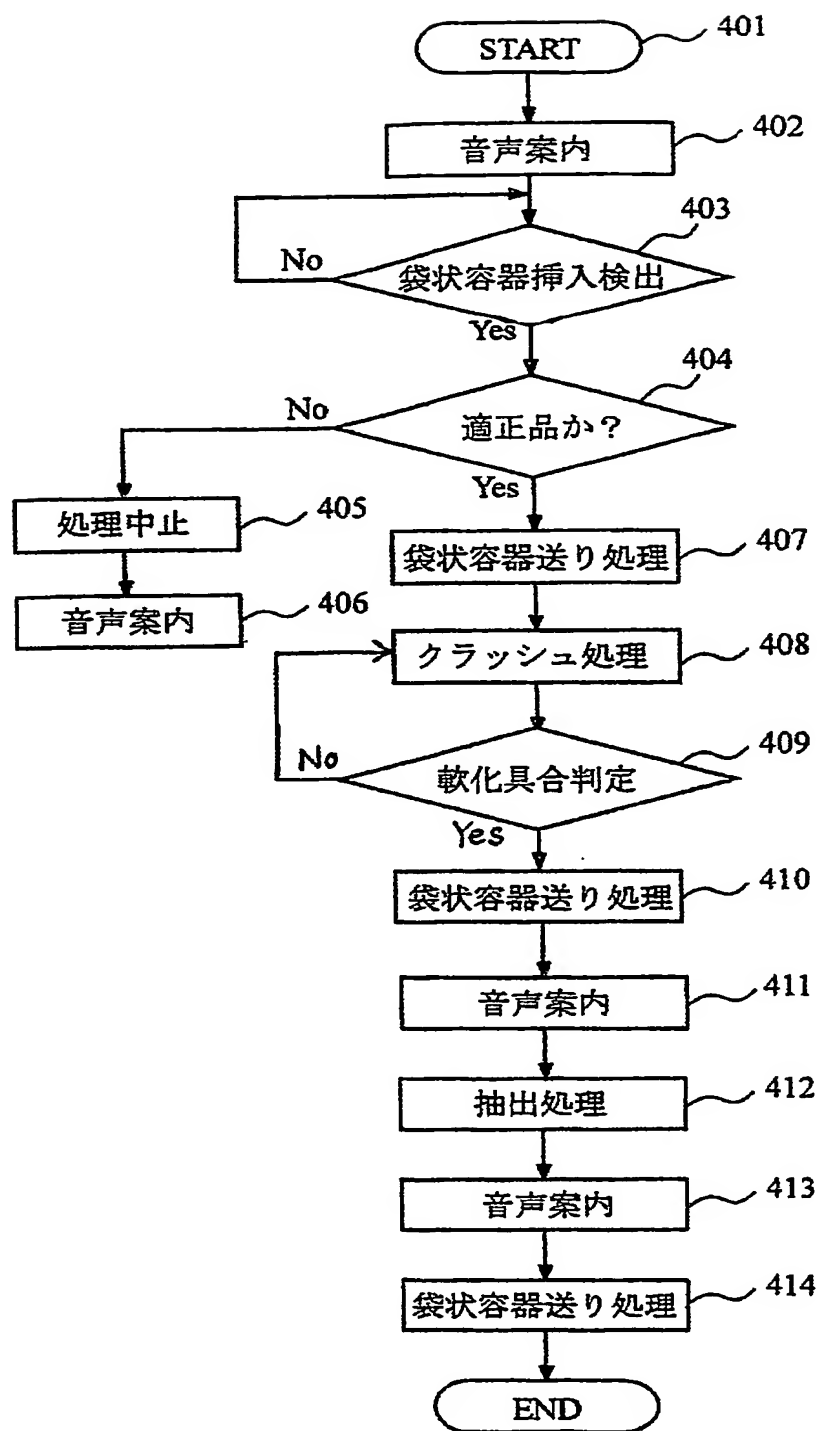 START
401
音声案内
402
403
No
袋状容器挿入検出
Yes
404
No
適正品か？
Yes
処理中止
405
袋状容器送り処理
407
音声案内
406
クラッシュ処理
408
409
No
軟化具合判定
Yes
袋状容器送り処理
410
音声案内
411
抽出処理
412
音声案内
413
袋状容器送り処理
414
END